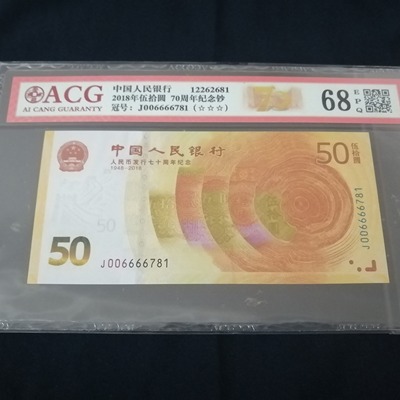 ACG
AI CANG GUARANTY
中国人民银行 12262681
2018年伍拾圆 70周年纪念钞
冠号: J006666781 (☆☆☆)
68 EPQ
中国人民银行
人民币发行七十周年纪念
1948-2018
50
伍拾圆
50
50
J006666781
J006666781